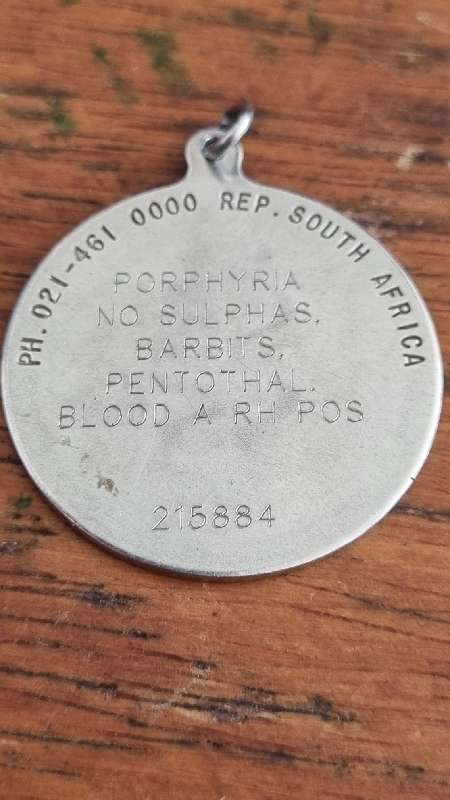 PH. 021-461 0000 REP. SOUTH AFRICA
PORPHYRIA
NO SULPHAS.
BARBITS.
PENTOTHAL.
BLOOD A RH POS
215884